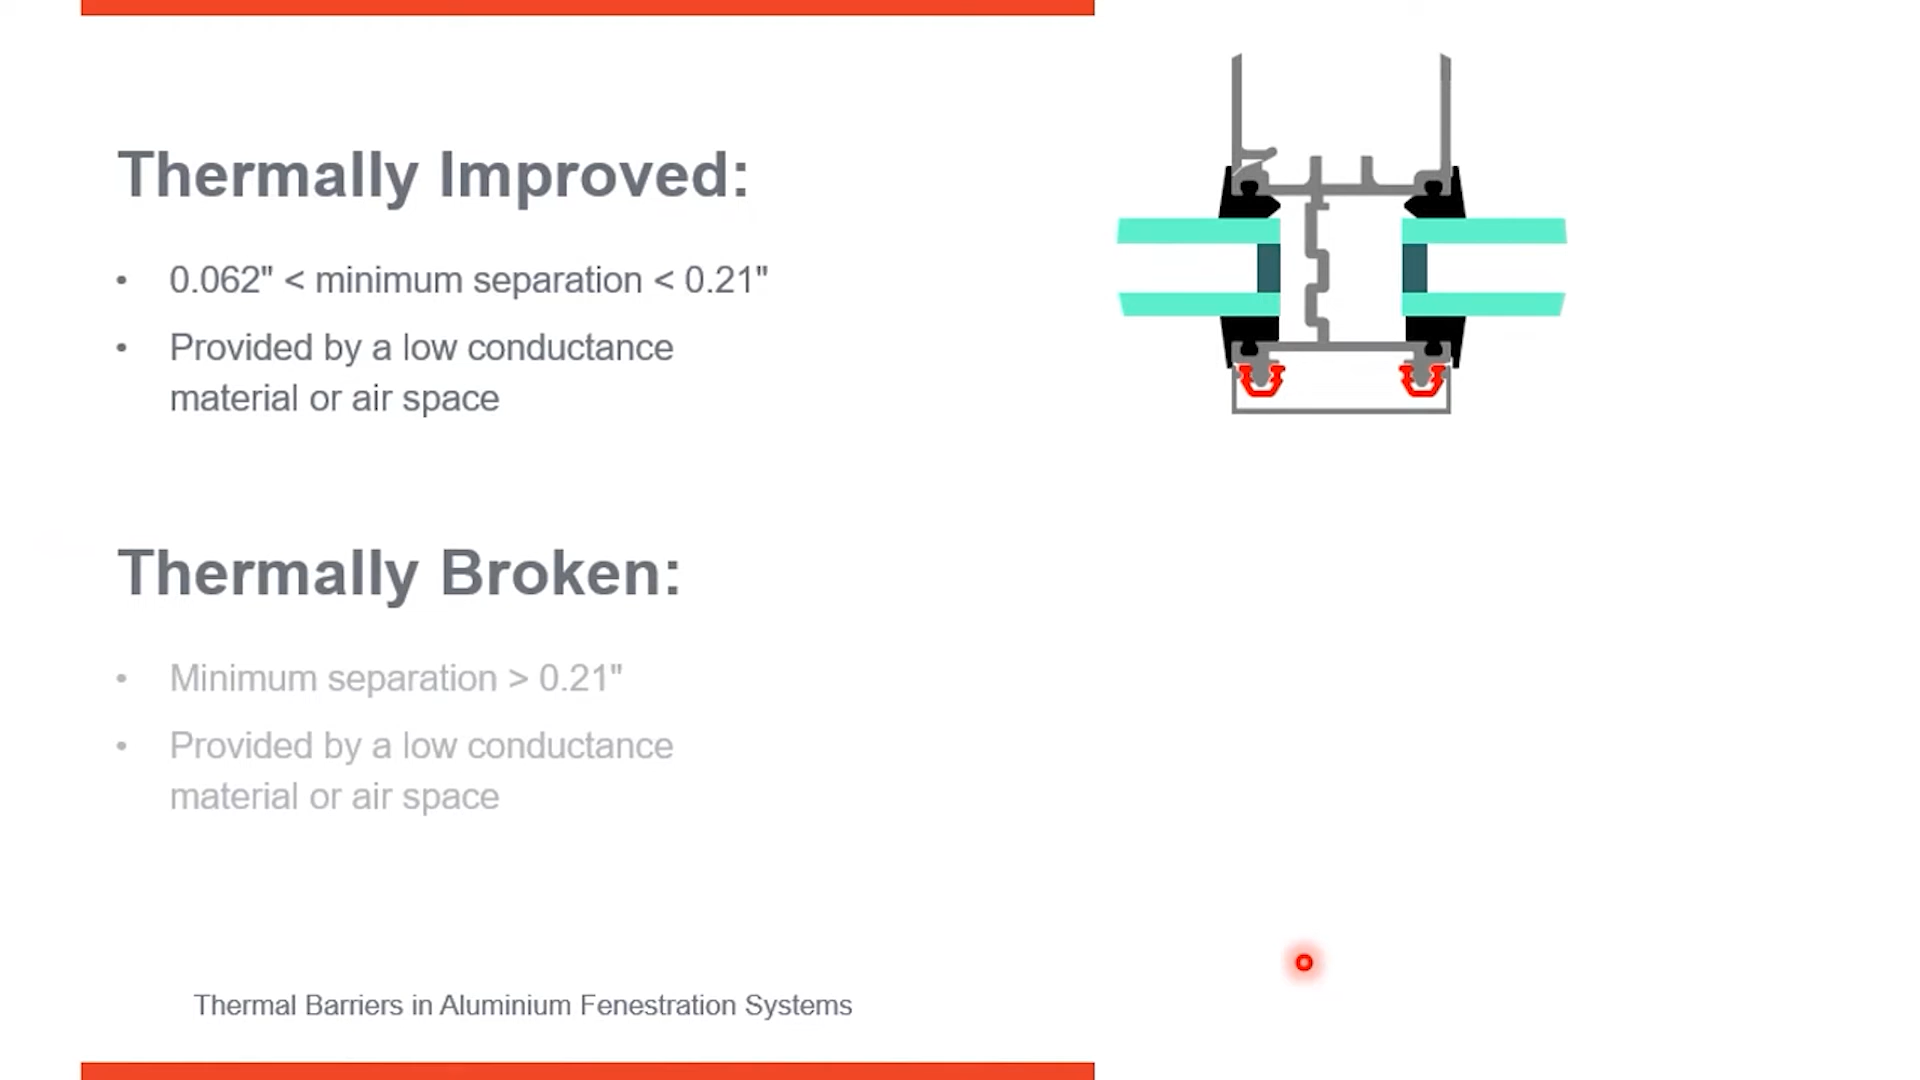 Thermally Improved:
• 0.062" < minimum separation < 0.21"
• Provided by a low conductance
material or air space
Thermally Broken:
• Minimum separation > 0.21"
• Provided by a low conductance
material or air space
Thermal Barriers in Aluminium Fenestration Systems